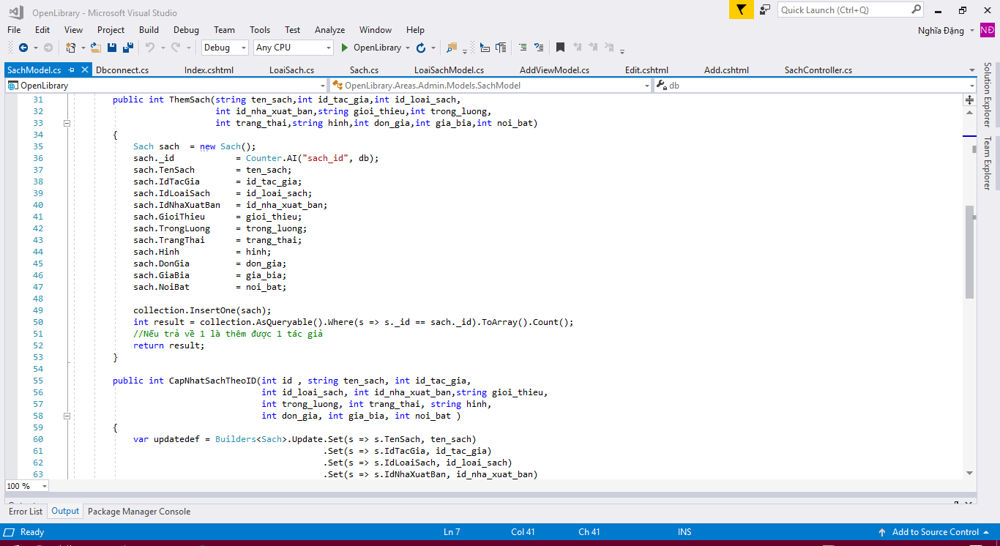 OpenLibrary - Microsoft Visual Studio
Quick Launch (Ctrl+Q)
File Edit View Project Build Debug Team Tools Test Analyze Window Help
Nghĩa Đặng NĐ
Debug Any CPU OpenLibrary
SachModel.cs Dbconnect.cs Index.cshtml LoaiSach.cs Sach.cs LoaiSachModel.cs AddViewModel.cs Edit.cshtml Add.cshtml SachController.cs
OpenLibrary OpenLibrary.Areas.Admin.Models.SachModel db
31 public int ThemSach(string ten_sach,int id_tac_gia,int id_loai_sach,
32 int id_nha_xuat_ban,string gioi_thieu,int trong_luong,
33 int trang_thai,string hinh,int don_gia,int gia_bia,int noi_bat)
34 {
35 Sach sach = new Sach();
36 sach._id = Counter.AI("sach_id", db);
37 sach.TenSach = ten_sach;
38 sach.IdTacGia = id_tac_gia;
39 sach.IdLoaiSach = id_loai_sach;
40 sach.IdNhaXuatBan = id_nha_xuat_ban;
41 sach.GioiThieu = gioi_thieu;
42 sach.TrongLuong = trong_luong;
43 sach.TrangThai = trang_thai;
44 sach.Hinh = hinh;
45 sach.DonGia = don_gia;
46 sach.GiaBia = gia_bia;
47 sach.NoiBat = noi_bat;
48
49 collection.InsertOne(sach);
50 int result = collection.AsQueryable().Where(s => s._id == sach._id).ToArray().Count();
51 //Nếu trả về 1 là thêm được 1 tác giả
52 return result;
53 }
54
55 public int CapNhatSachTheoID(int id , string ten_sach, int id_tac_gia,
56 int id_loai_sach, int id_nha_xuat_ban,string gioi_thieu,
57 int trong_luong, int trang_thai, string hinh,
58 int don_gia, int gia_bia, int noi_bat )
59 {
60 var updatedef = Builders<Sach>.Update.Set(s => s.TenSach, ten_sach)
61 .Set(s => s.IdTacGia, id_tac_gia)
62 .Set(s => s.IdLoaiSach, id_loai_sach)
63 .Set(s => s.IdNhaXuatBan, id_nha_xuat_ban)
Solution Explorer
Team Explorer
100 %
Error List Output Package Manager Console
Ready Ln 7 Col 41 Ch 41 INS Add to Source Control